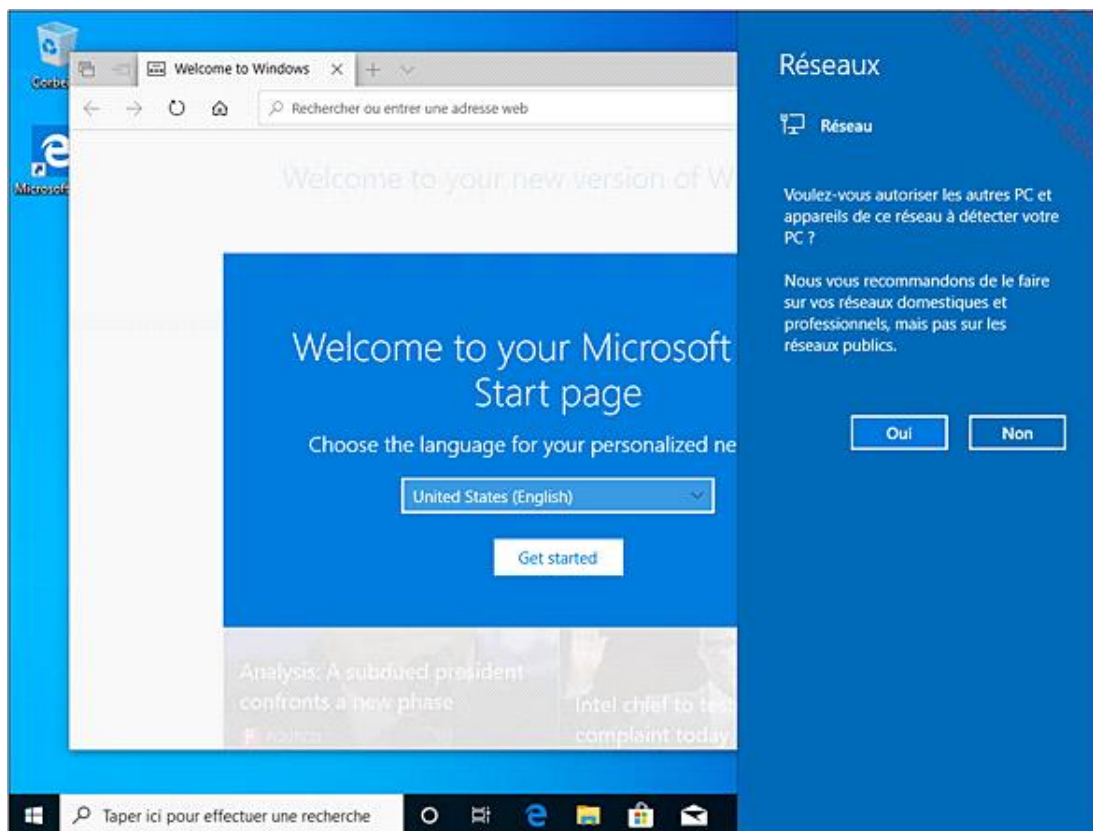 Réseaux
Réseau
Voulez-vous autoriser les autres PC et
appareils de ce réseau à détecter votre
PC ?
Nous vous recommandons de le faire
sur vos réseaux domestiques et
professionnels, mais pas sur les
réseaux publics.
Oui Non
Welcome to Windows
Rechercher ou entrer une adresse web
Microsoft
Welcome to your new version of W
Welcome to your Microsoft
Start page
Choose the language for your personalized ne
United States (English)
Get started
Analysis: A subdued president
confronts a new phase
Intel chief to tes
complaint today
Taper ici pour effectuer une recherche